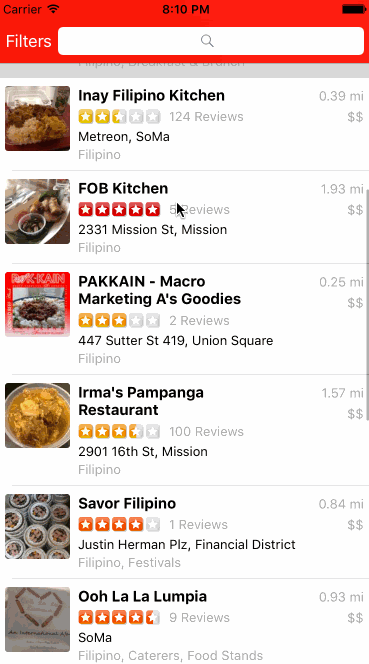 Carrier 8:10 PM
Filters
Filipino, Breakfast & Brunch
Inay Filipino Kitchen 0.39 mi
124 Reviews $$
Metreon, SoMa
Filipino
FOB Kitchen 1.93 mi
Reviews $$
2331 Mission St, Mission
Filipino
PAKKAIN - Macro 0.25 mi
Marketing A's Goodies $$
2 Reviews
447 Sutter St 419, Union Square
Filipino
Irma's Pampanga 1.57 mi
Restaurant $$
100 Reviews
2901 16th St, Mission
Filipino
Savor Filipino 0.84 mi
1 Reviews $$
Justin Herman Plz, Financial District
Filipino, Festivals
Ooh La La Lumpia 0.93 mi
9 Reviews $$
SoMa
Filipino, Caterers, Food Stands